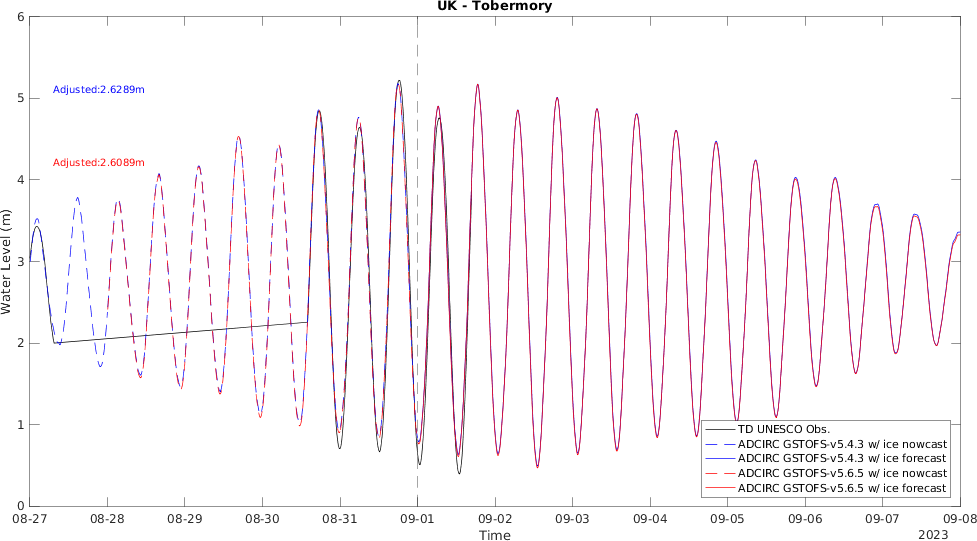 UK - Tobermory
6
5
4
3
2
1
0
Water Level (m)
Adjusted:2.6289m
Adjusted:2.6089m
TD UNESCO Obs.
ADCIRC GSTOFS-v5.4.3 w/ ice nowcast
ADCIRC GSTOFS-v5.4.3 w/ ice forecast
ADCIRC GSTOFS-v5.6.5 w/ ice nowcast
ADCIRC GSTOFS-v5.6.5 w/ ice forecast
08-27 08-28 08-29 08-30 08-31 09-01 09-02 09-03 09-04 09-05 09-06 09-07 09-08
Time
2023